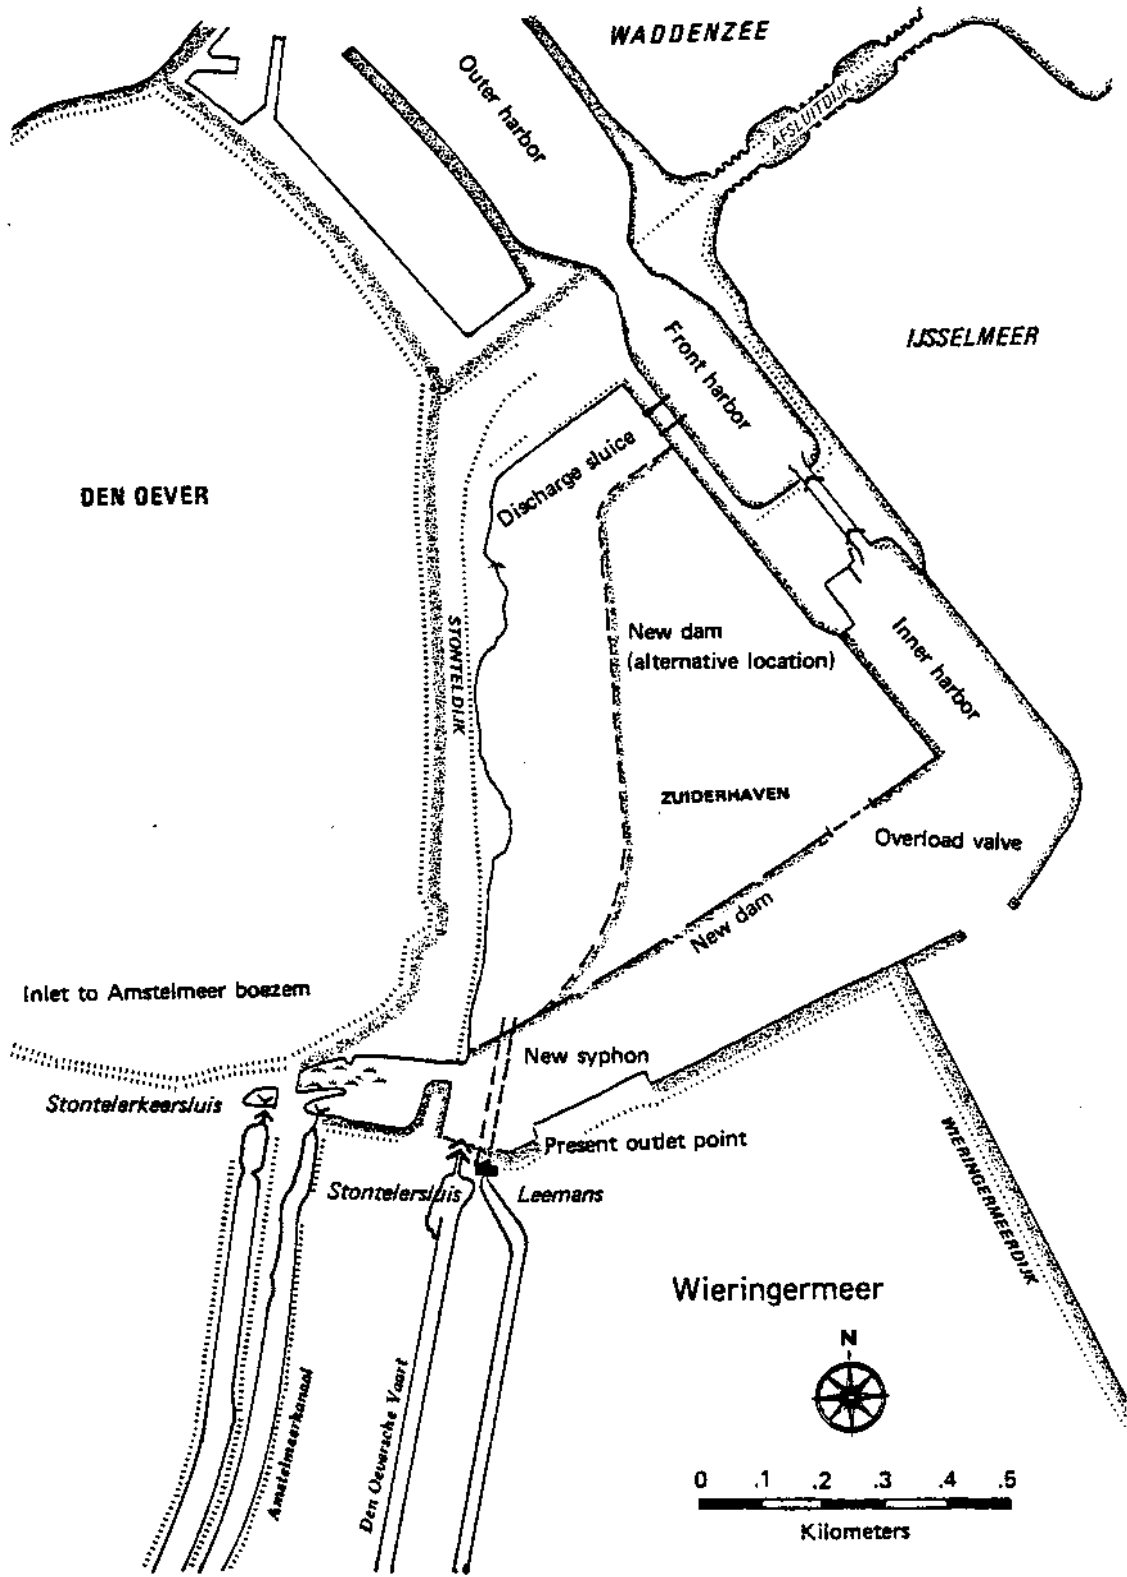 WADDENZEE
Outer harbor
AFSLUITDIJK
IJSSELMEER
Front harbor
DEN OEVER
Discharge sluice
STONTELDIJK
New dam
(alternative location)
Inner harbor
ZUIDERHAVEN
Overload valve
New dam
Inlet to Amstelmeer boezem
New syphon
Stontelerkeersluis
Present outlet point
Stontelersluis
Leemans
WIERINGERMEERDIJK
Wieringermeer
Amstelmeerkanaal
Den Oeversche Vaart
N
0 .1 .2 .3 .4 .5
Kilometers